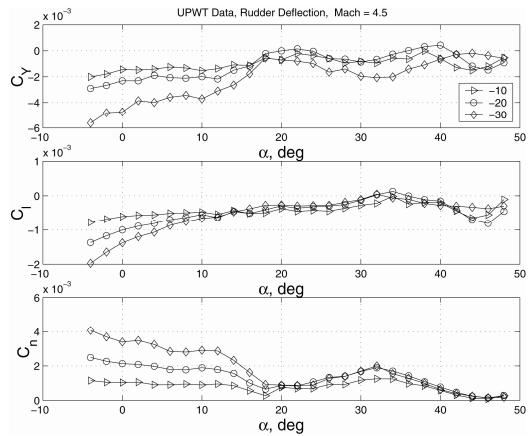 UPWT Data, Rudder Deflection, Mach = 4.5
x 10⁻³
2
0
−2
−4
−6
C_Y
−10
−20
−30
−10 0 10 20 30 40 50
α, deg
x 10⁻³
1
0
−1
−2
C_l
−10 0 10 20 30 40 50
α, deg
x 10⁻³
6
4
2
0
C_n
−10 0 10 20 30 40 50
α, deg